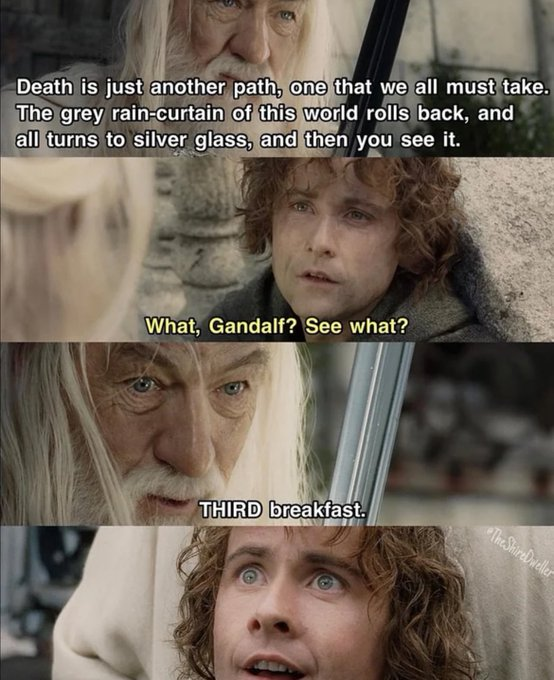 Death is just another path, one that we all must take.
The grey rain-curtain of this world rolls back, and
all turns to silver glass, and then you see it.
What, Gandalf? See what?
THIRD breakfast.
@TheShireDweller